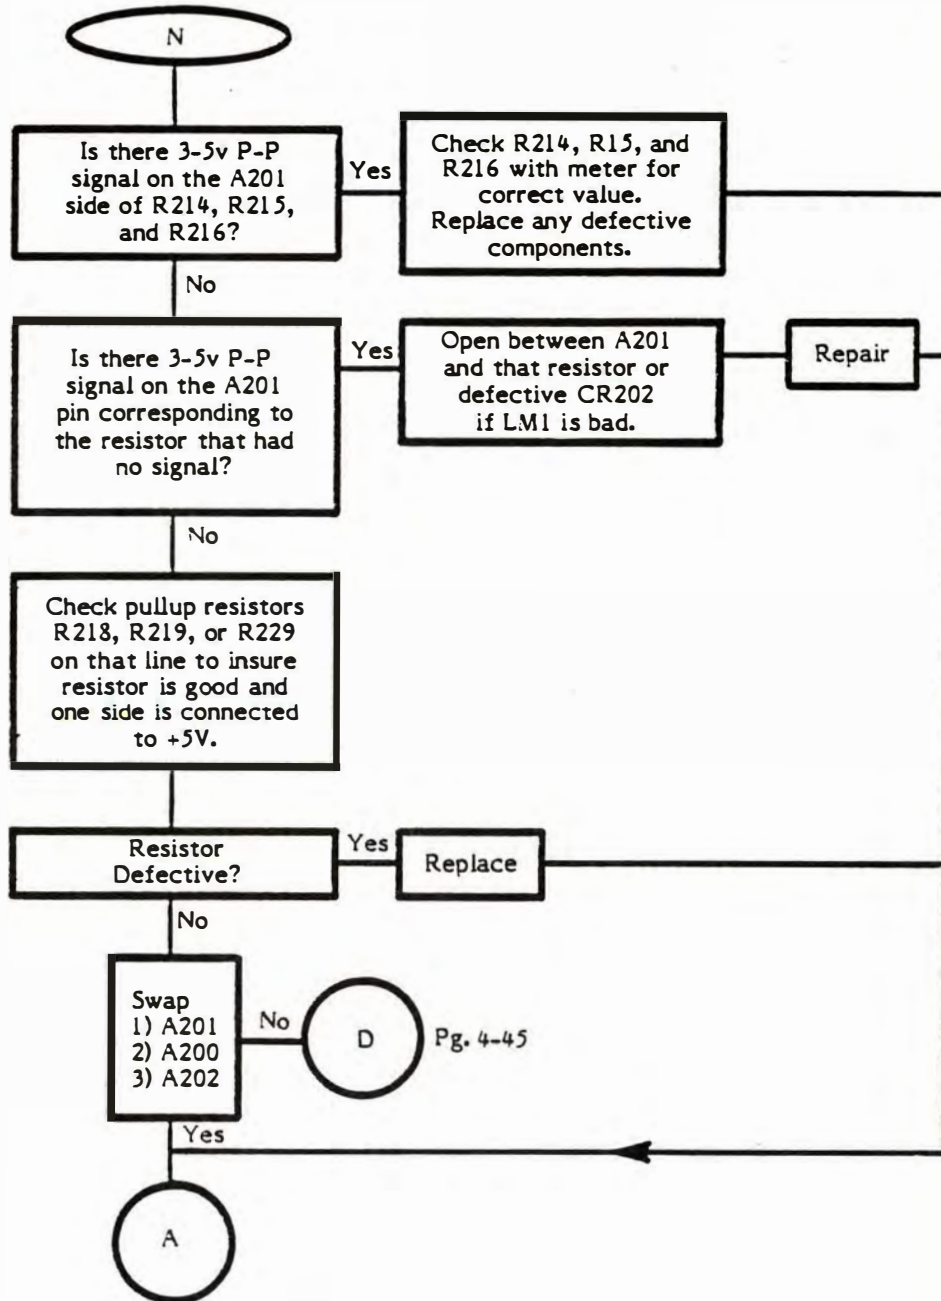 N
Is there 3-5v P-P
signal on the A201
side of R214, R215,
and R216?
Yes
Check R214, R15, and
R216 with meter for
correct value.
Replace any defective
components.
No
Is there 3-5v P-P
signal on the A201
pin corresponding to
the resistor that had
no signal?
Yes
Open between A201
and that resistor or
defective CR202
if LM1 is bad.
Repair
No
Check pullup resistors
R218, R219, or R229
on that line to insure
resistor is good and
one side is connected
to +5V.
Resistor
Defective?
Yes
Replace
No
Swap
1) A201
2) A200
3) A202
No
D
Pg. 4-45
Yes
A